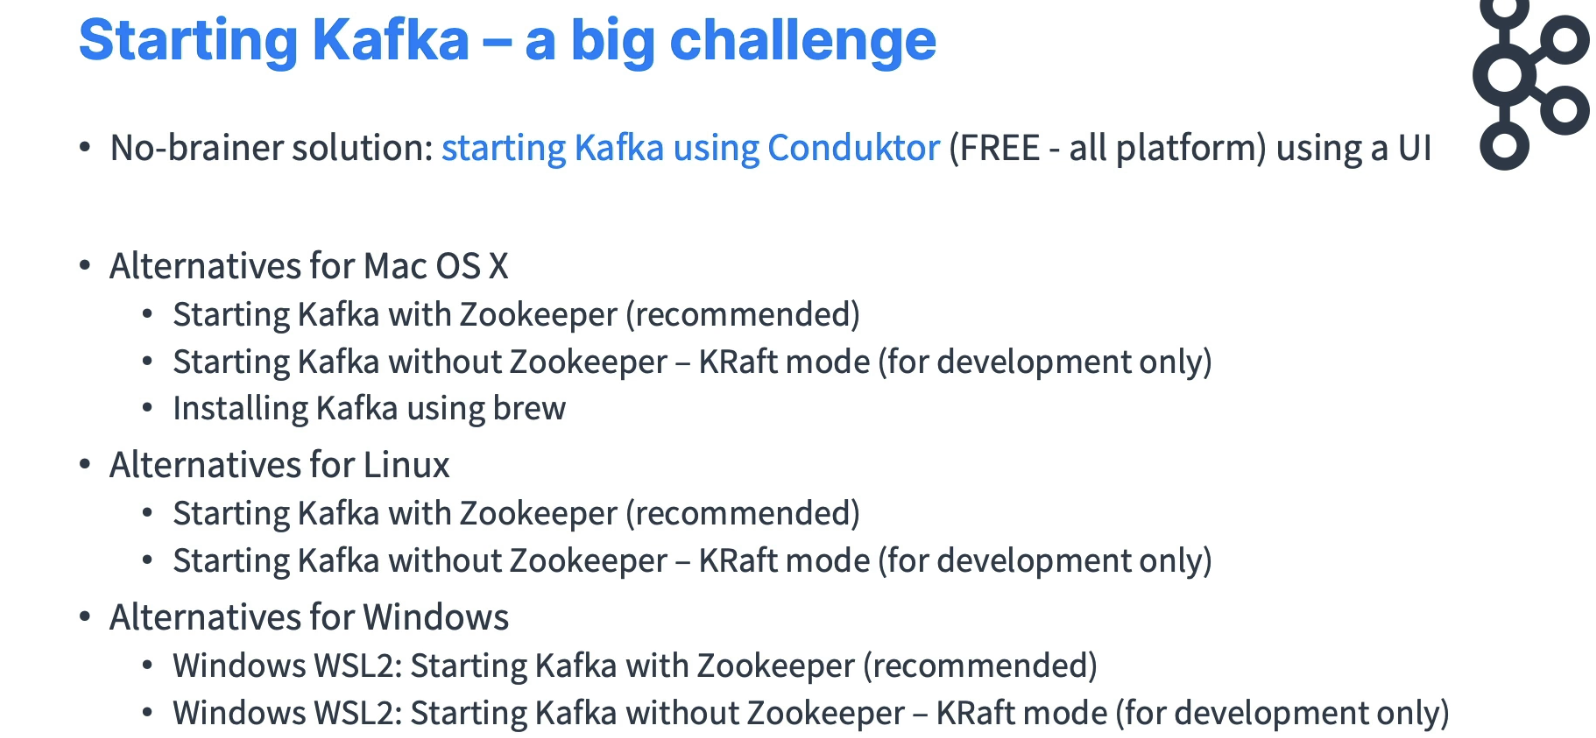 Starting Kafka – a big challenge
• No-brainer solution: starting Kafka using Conduktor (FREE - all platform) using a UI
• Alternatives for Mac OS X
• Starting Kafka with Zookeeper (recommended)
• Starting Kafka without Zookeeper – KRaft mode (for development only)
• Installing Kafka using brew
• Alternatives for Linux
• Starting Kafka with Zookeeper (recommended)
• Starting Kafka without Zookeeper – KRaft mode (for development only)
• Alternatives for Windows
• Windows WSL2: Starting Kafka with Zookeeper (recommended)
• Windows WSL2: Starting Kafka without Zookeeper – KRaft mode (for development only)